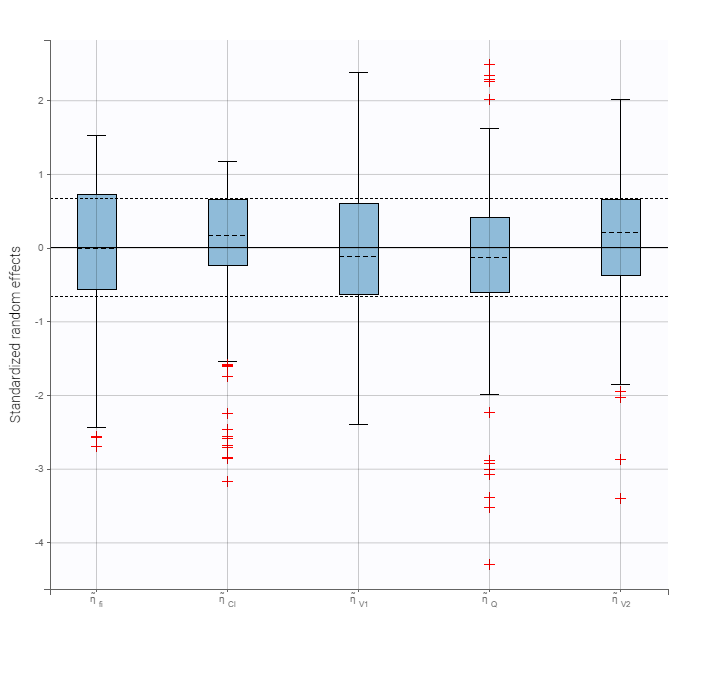 Standardized random effects
2
1
0
-1
-2
-3
-4
η̃ fi
η̃ Cl
η̃ V1
η̃ Q
η̃ V2